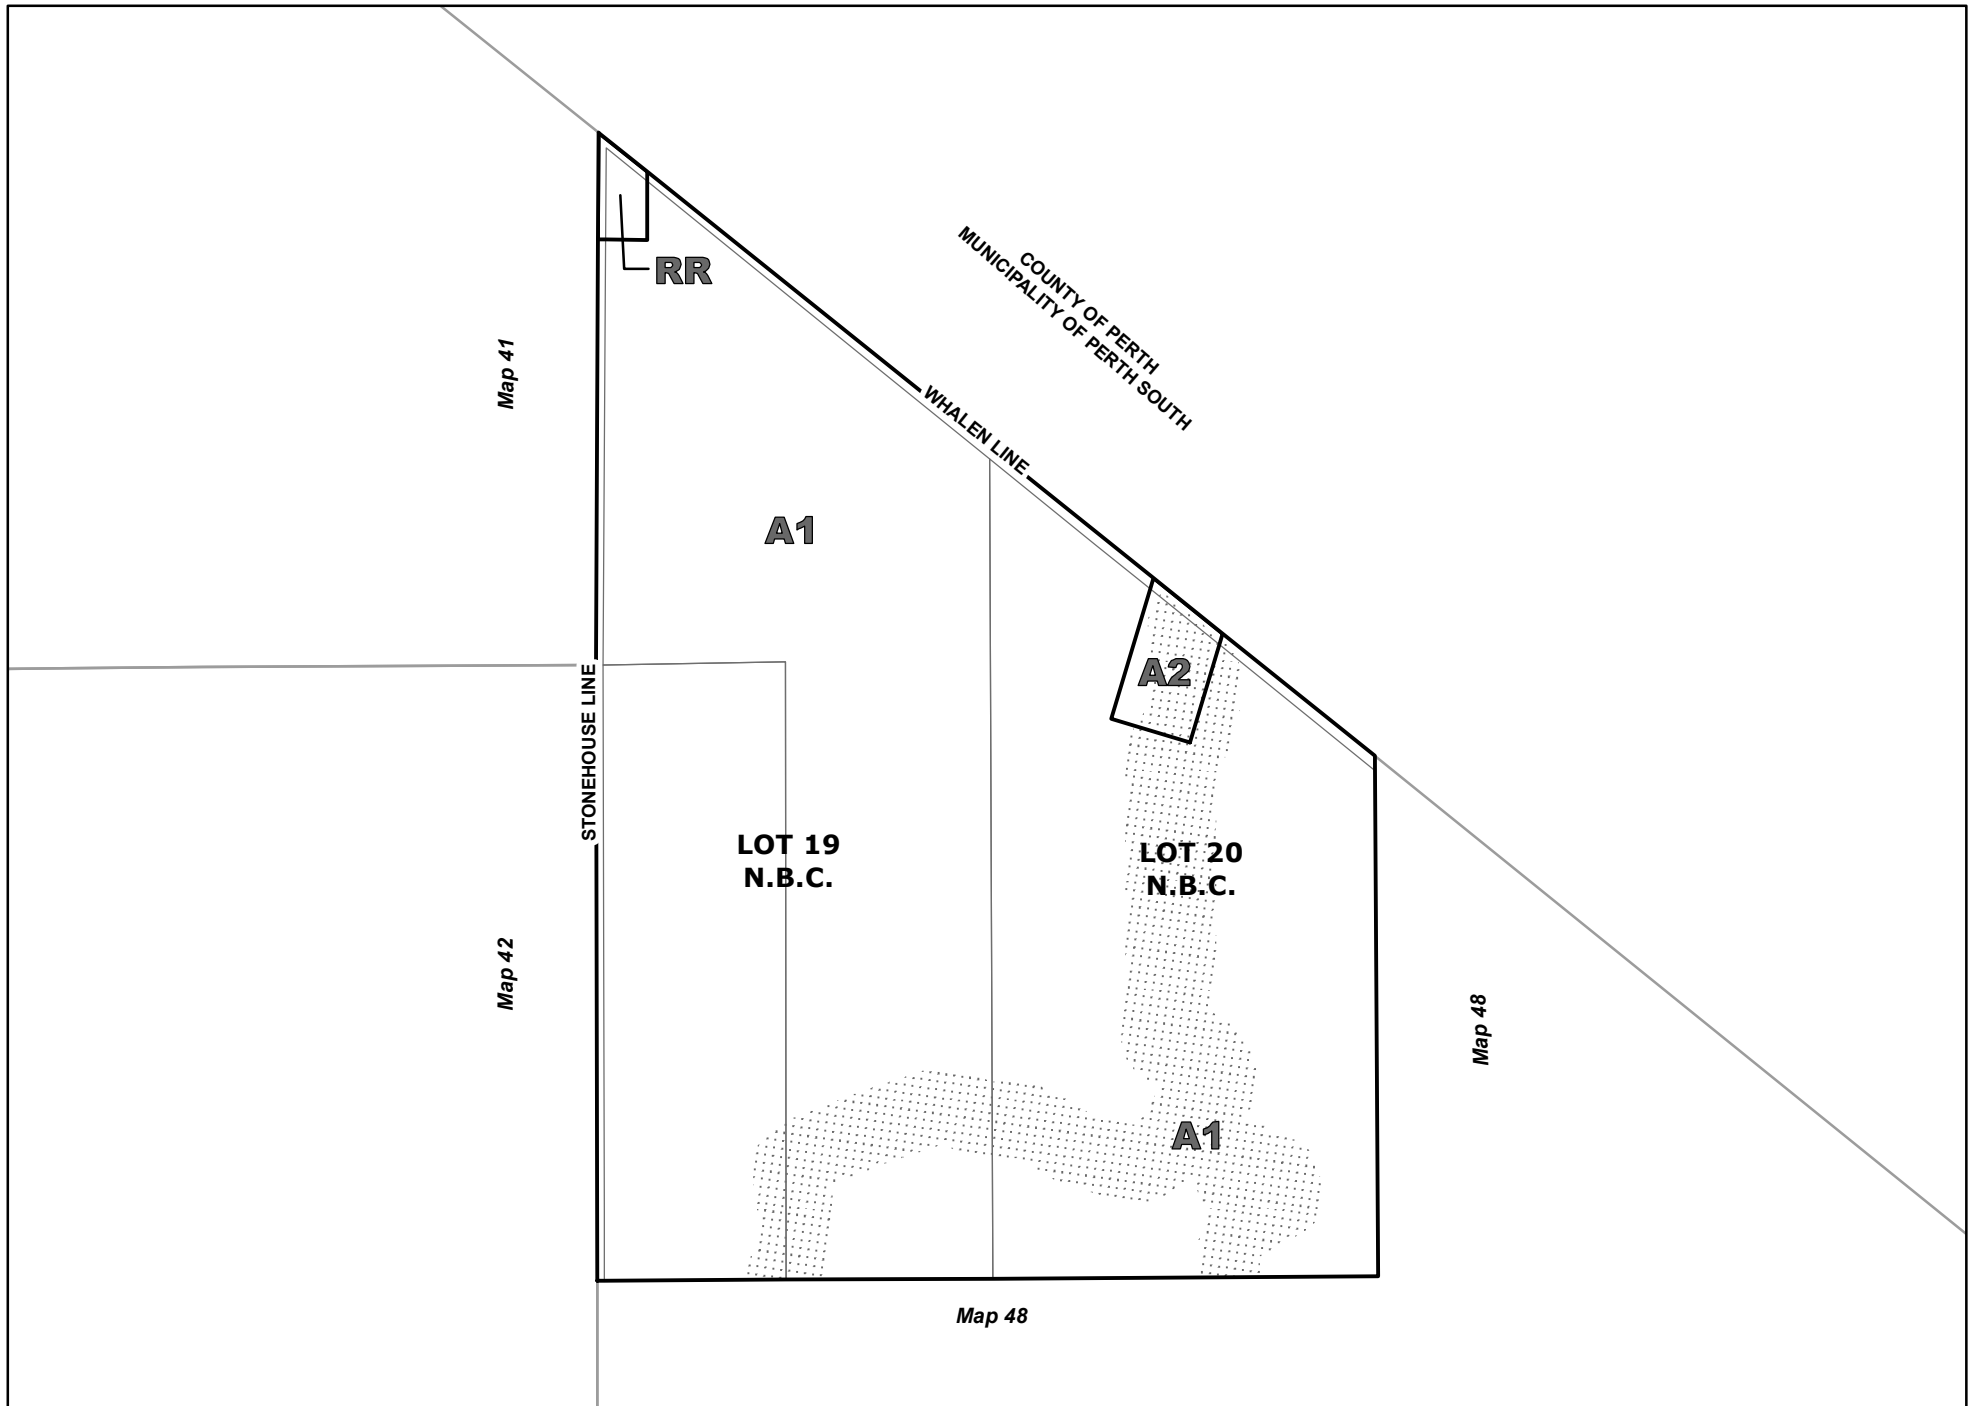 COUNTY OF PERTH
MUNICIPALITY OF PERTH SOUTH
RR
Map 41
WHALEN LINE
A1
A2
STONEHOUSE LINE
LOT 19
N.B.C.
LOT 20
N.B.C.
Map 42
Map 48
A1
Map 48